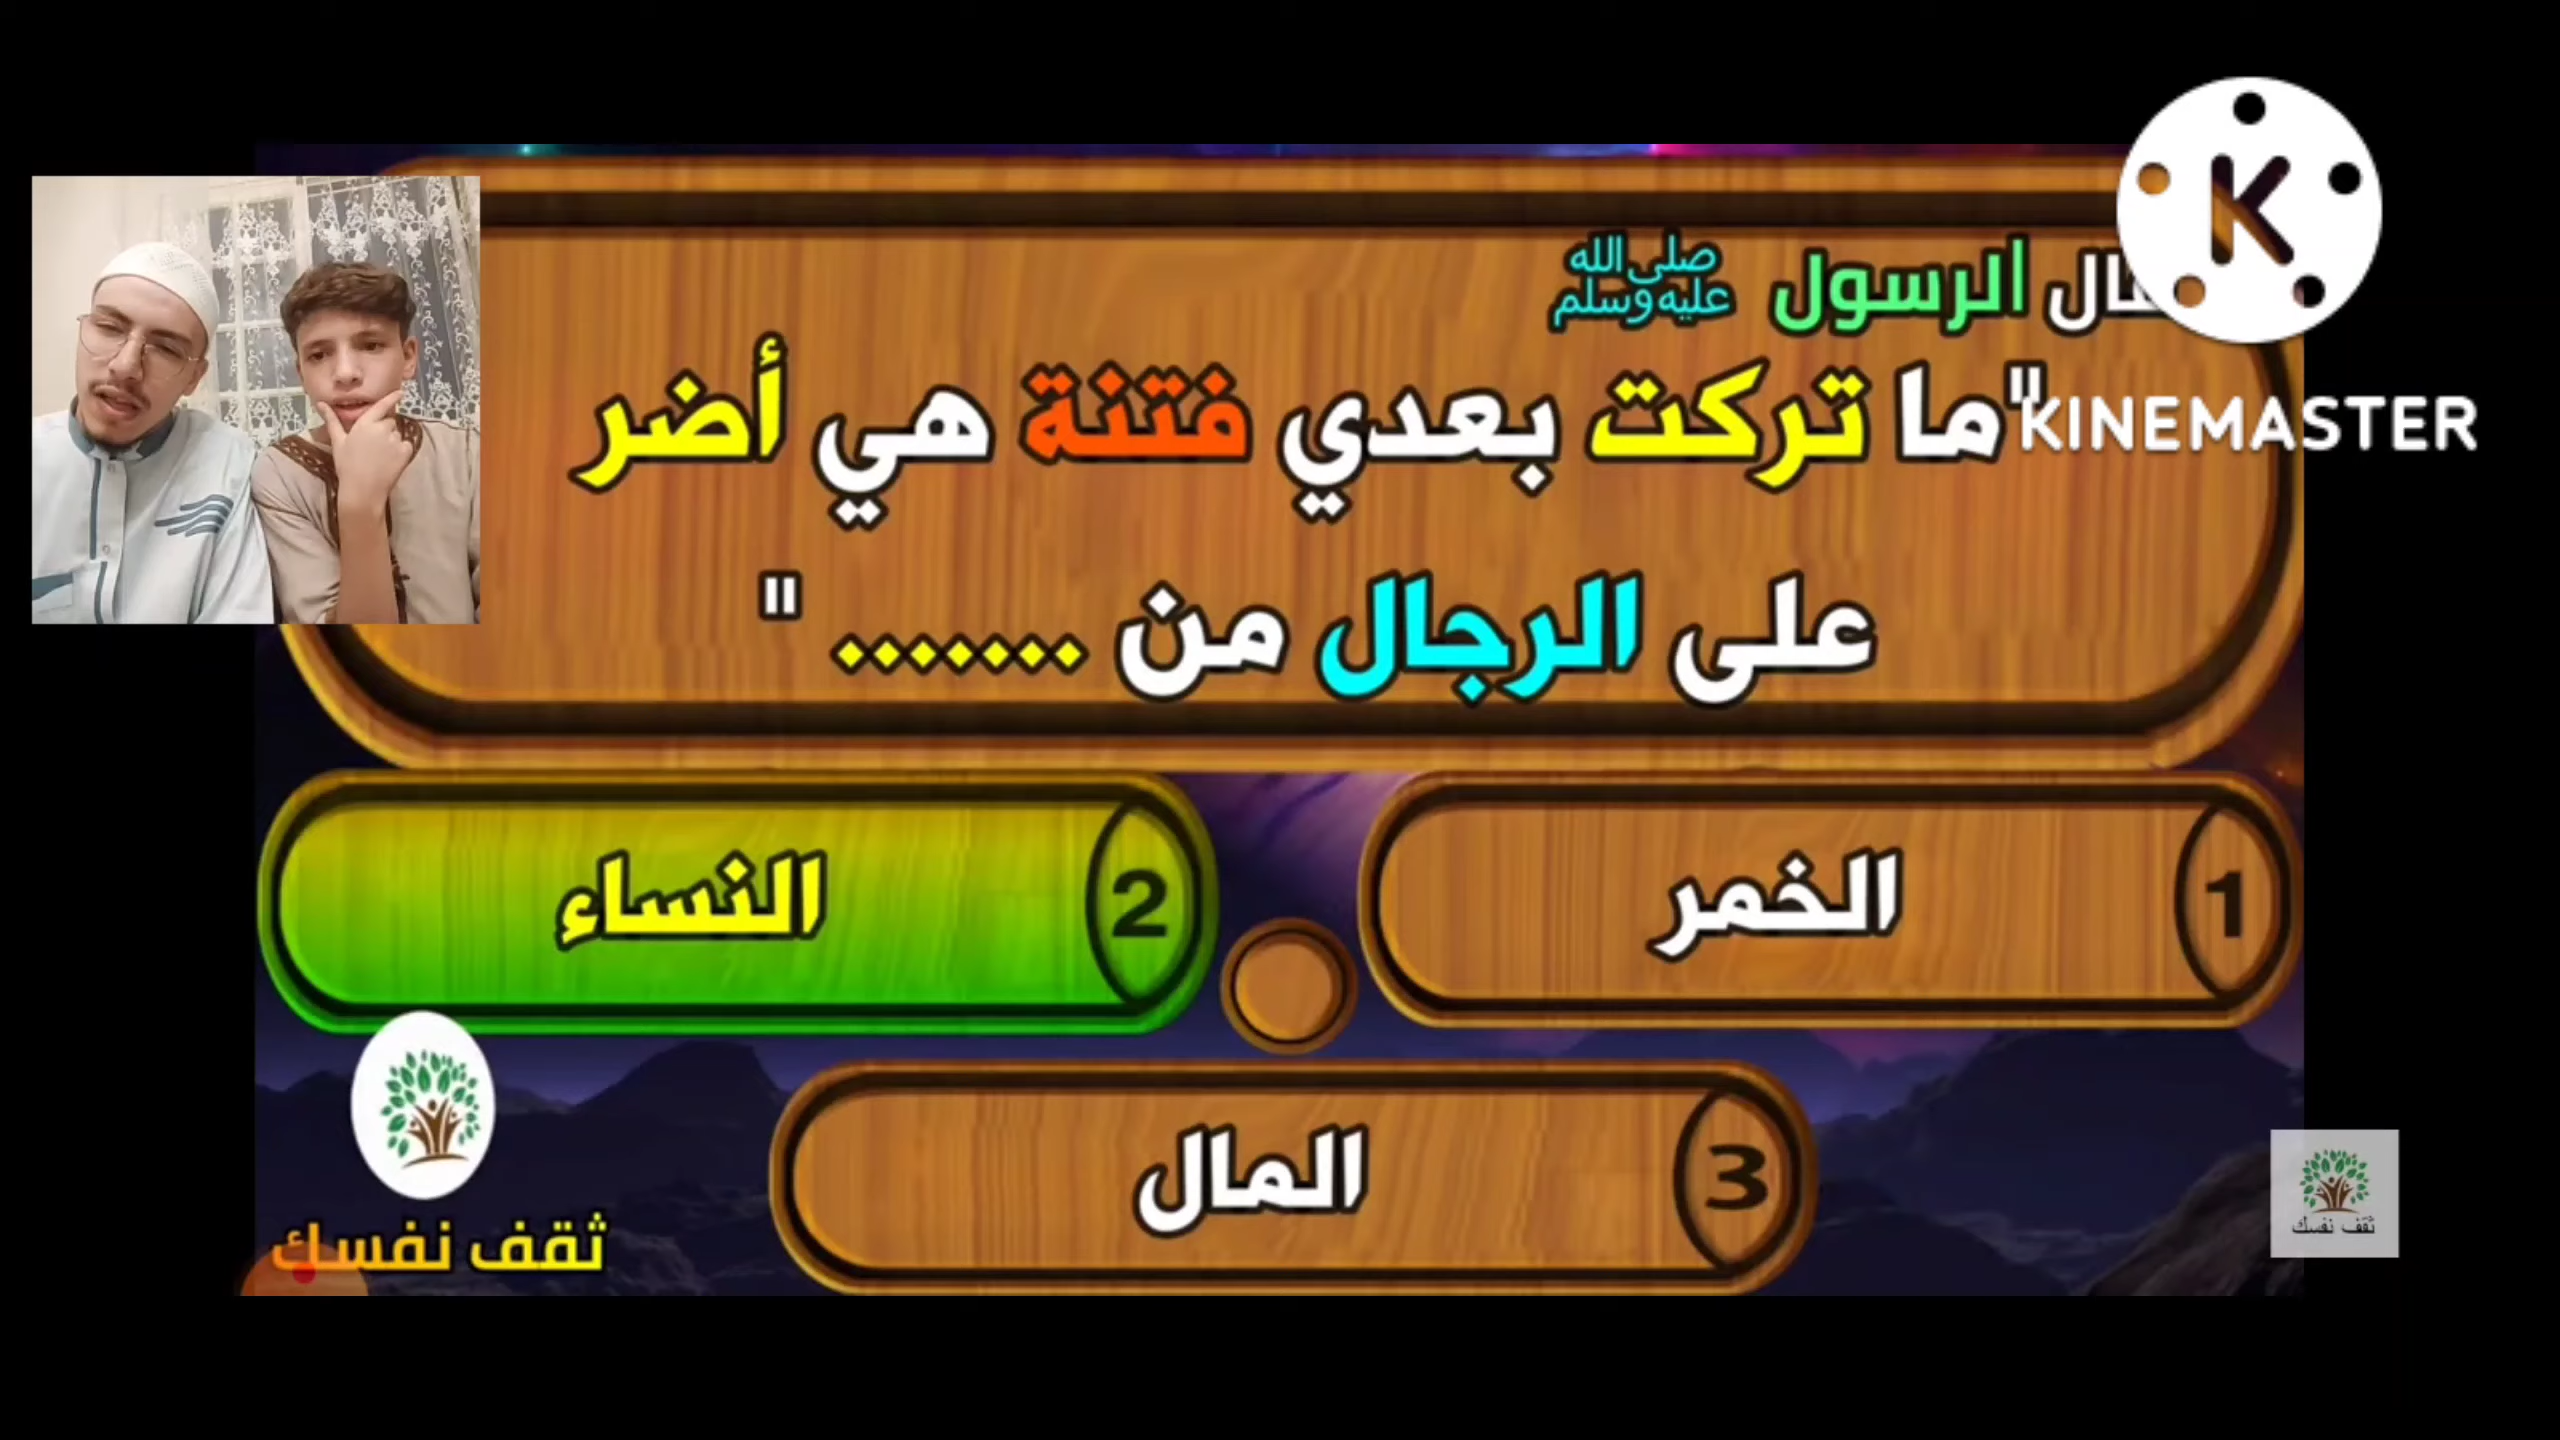 الرسول صلى الله عليه وسلم
"ما تركت بعدي فتنة هي أضر
على الرجال من ....... "
1 الخمر
2 النساء
3 المال
K
KINEMASTER
ثقف نفسك
ثقف نفسك